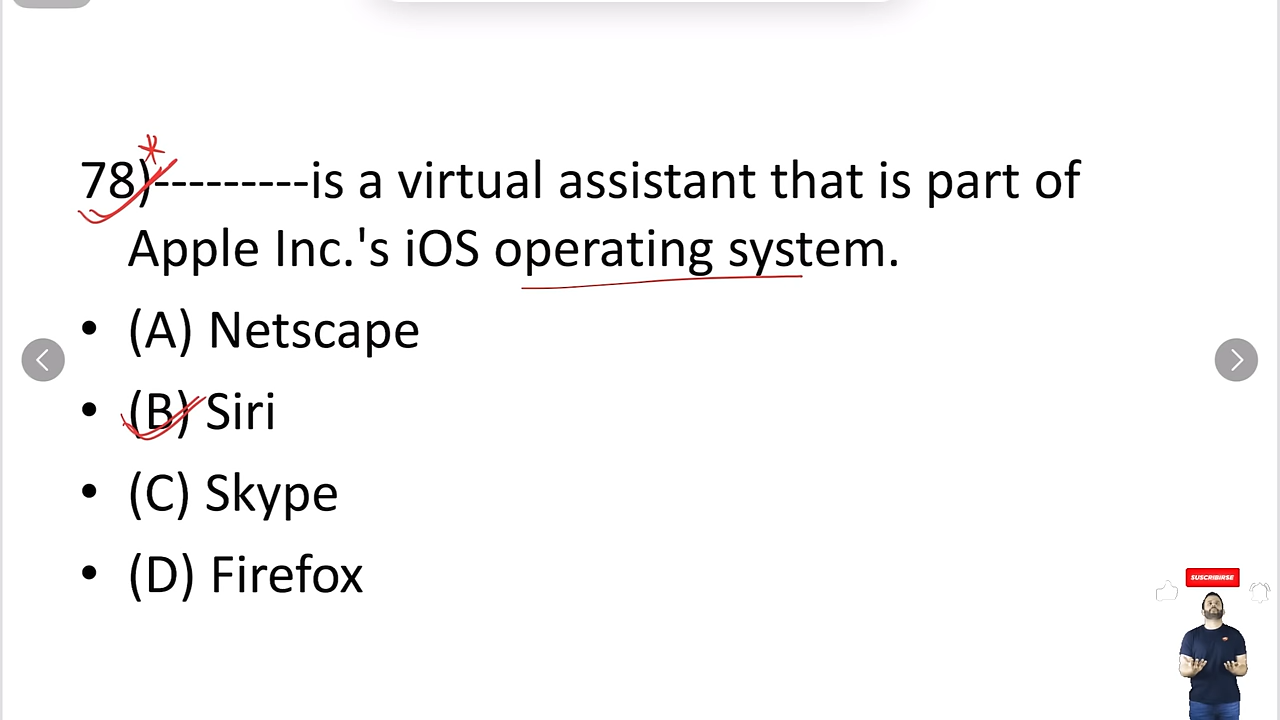 78)---------is a virtual assistant that is part of
Apple Inc.'s iOS operating system.
• (A) Netscape
• (B) Siri
• (C) Skype
• (D) Firefox
SUSCRIBIRSE